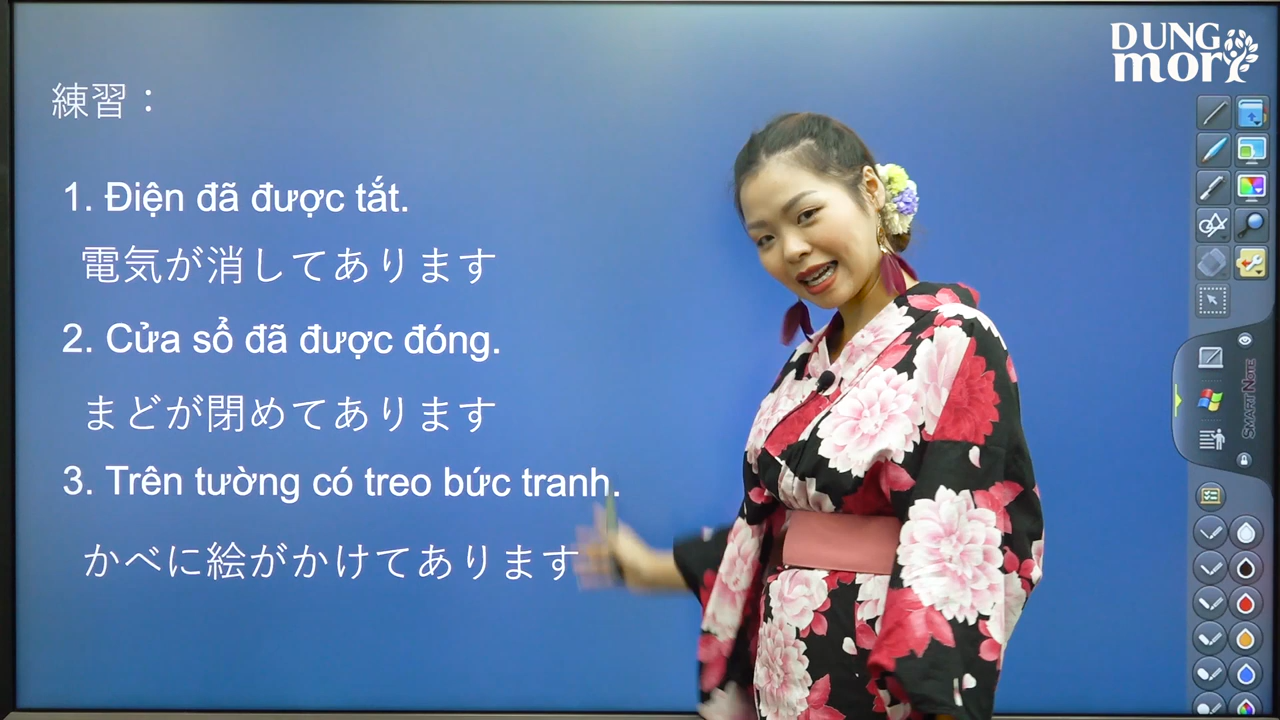 DUNG
mori
練習：
1. Điện đã được tắt.
電気が消してあります
2. Cửa sổ đã được đóng.
まどが閉めてあります
3. Trên tường có treo bức tranh.
かべに絵がかけてあります
SMART NOTE